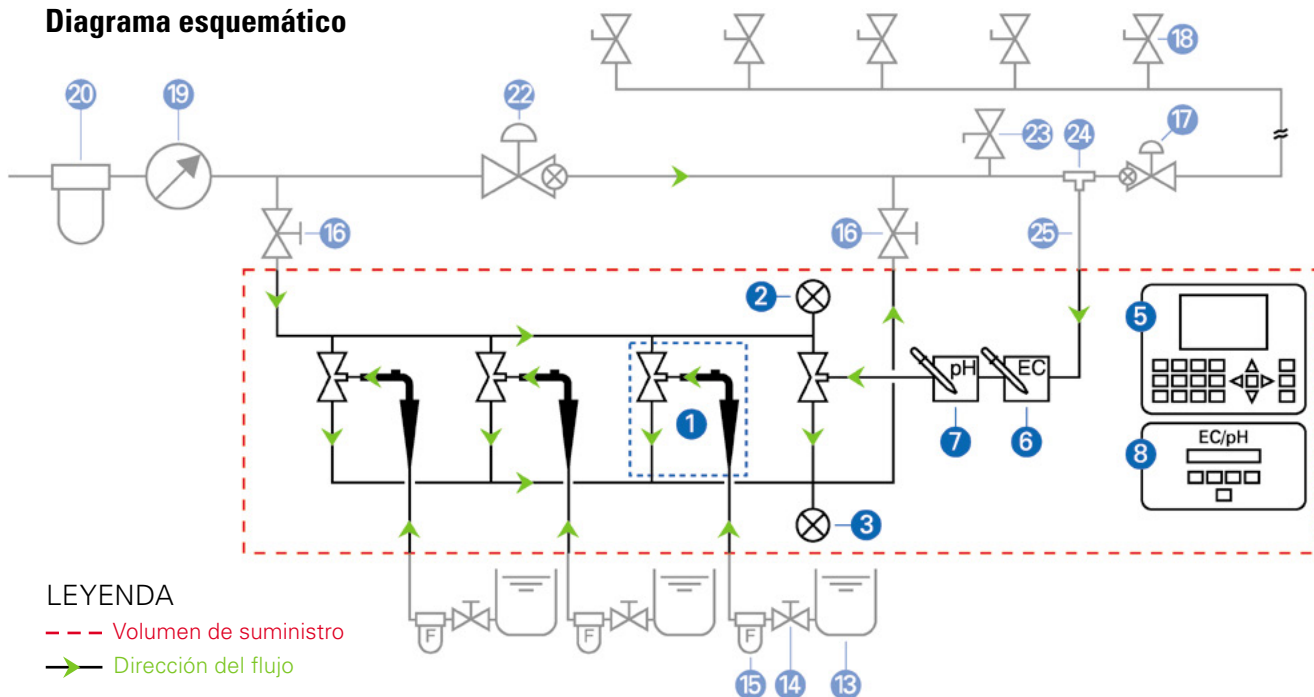 Diagrama esquemático
18
20
19
22
23
24
17
16
16
25
2
5
pH
EC
1
7
6
EC/pH
8
3
LEYENDA
Volumen de suministro
Dirección del flujo
F
F
F
15
14
13